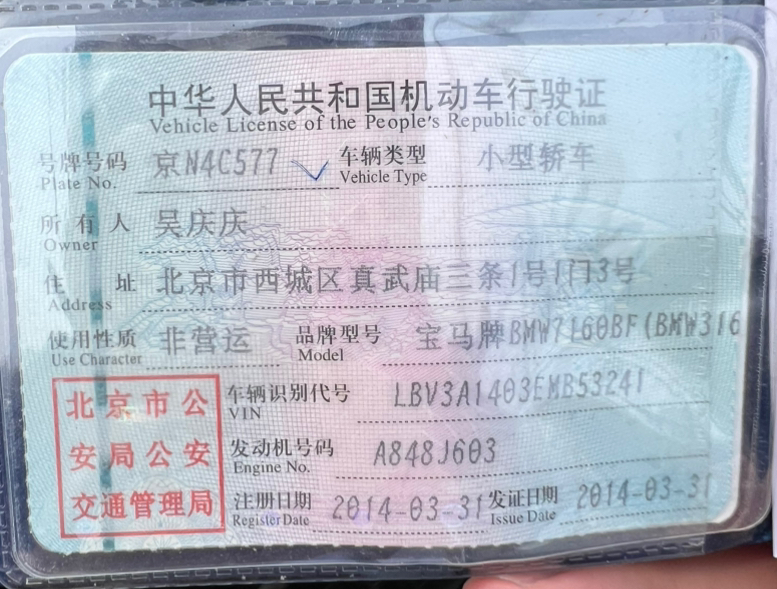 中华人民共和国机动车行驶证
Vehicle License of the People's Republic of China
号牌号码 京N4C577 车辆类型 小型轿车
Plate No. Vehicle Type
所有人 吴庆庆
Owner
住址 北京市西城区真武庙三条1号1门3号
Address
使用性质 非营运 品牌型号 宝马牌BMW7160BF(BMW316
Use Character Model
北京市公 车辆识别代号 LBV3A1403EMB53241
VIN
安局公安 发动机号码 A848J603
Engine No.
交通管理局 注册日期 2014-03-31 发证日期 2014-03-31
Register Date Issue Date